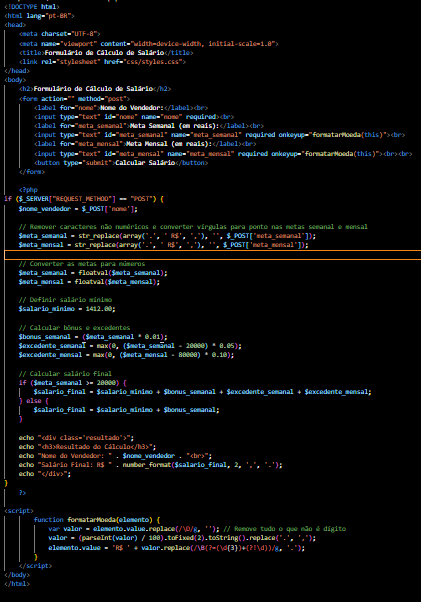 <!DOCTYPE html>
<html lang="pt-BR">
<head>
<meta charset="UTF-8">
<meta name="viewport" content="width=device-width, initial-scale=1.0">
<title>Formulário de Cálculo de Salário</title>
<link rel="stylesheet" href="css/styles.css">
</head>
<body>
<h2>Formulário de Cálculo de Salário</h2>
<form action="" method="post">
<label for="nome">Nome do Vendedor:</label><br>
<input type="text" id="nome" name="nome" required><br>
<label for="meta_semanal">Meta Semanal (em reais):</label><br>
<input type="text" id="meta_semanal" name="meta_semanal" required onkeyup="formatarMoeda(this)"><br>
<label for="meta_mensal">Meta Mensal (em reais):</label><br>
<input type="text" id="meta_mensal" name="meta_mensal" required onkeyup="formatarMoeda(this)"><br><br>
<button type="submit">Calcular Salário</button>
</form>
<?php
if ($_SERVER["REQUEST_METHOD"] == "POST") {
$nome_vendedor = $_POST['nome'];
// Remover caracteres não numéricos e converter vírgulas para ponto nas metas semanal e mensal
$meta_semanal = str_replace(array('.', ' R$', ','), '', $_POST['meta_semanal']);
$meta_mensal = str_replace(array('.', ' R$', ','), '', $_POST['meta_mensal']);
// Converter as metas para números
$meta_semanal = floatval($meta_semanal);
$meta_mensal = floatval($meta_mensal);
// Definir salário mínimo
$salario_minimo = 1412.00;
// Calcular bônus e excedentes
$bonus_semanal = ($meta_semanal * 0.01);
$excedente_semanal = max(0, ($meta_semanal - 20000) * 0.05);
$excedente_mensal = max(0, ($meta_mensal - 80000) * 0.10);
// Calcular salário final
if ($meta_semanal >= 20000) {
$salario_final = $salario_minimo + $bonus_semanal + $excedente_semanal + $excedente_mensal;
} else {
$salario_final = $salario_minimo + $bonus_semanal;
}
echo "<div class='resultado'>";
echo "<h3>Resultado do Cálculo</h3>";
echo "Nome do Vendedor: " . $nome_vendedor . "<br>";
echo "Salário Final: R$ " . number_format($salario_final, 2, ',', '.');
echo "</div>";
}
?>
<script>
function formatarMoeda(elemento) {
var valor = elemento.value.replace(/\D/g, ''); // Remove tudo o que não é dígito
valor = (parseInt(valor) / 100).toFixed(2).toString().replace('.', ',');
elemento.value = 'R$ ' + valor.replace(/\B(?=(\d{3})+(?!\d))/g, '.');
}
</script>
</body>
</html>